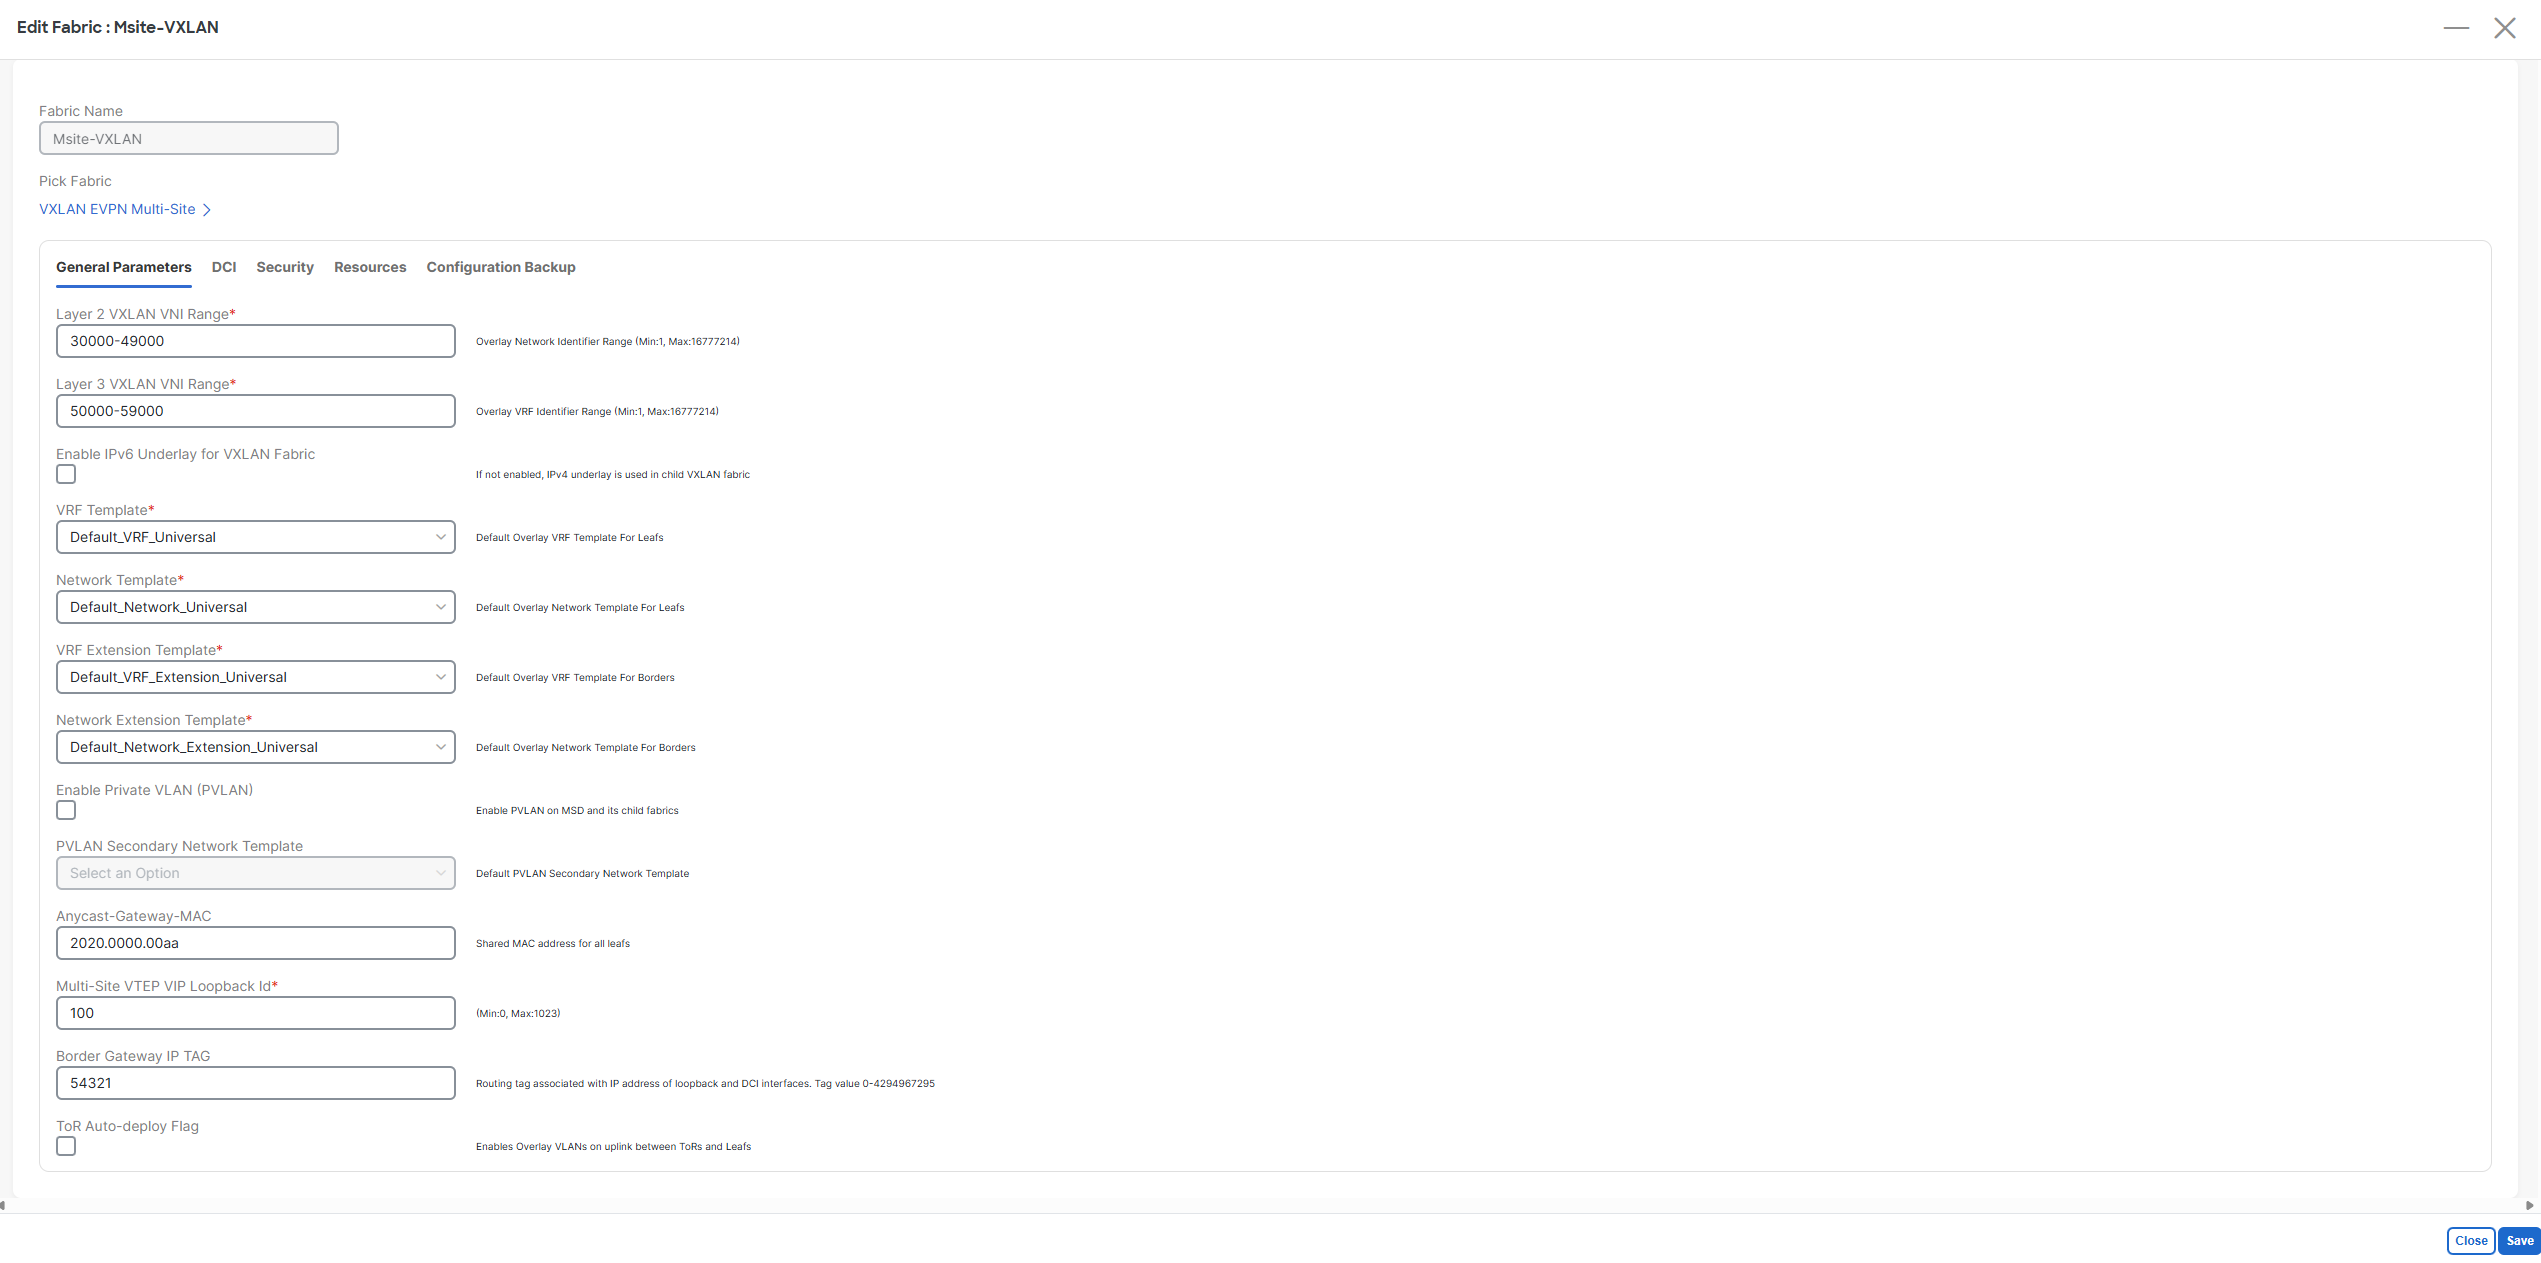 Edit Fabric : Msite-VXLAN
Fabric Name
Msite-VXLAN
Pick Fabric
VXLAN EVPN Multi-Site
General Parameters DCI Security Resources Configuration Backup
Layer 2 VXLAN VNI Range*
30000-49000 Overlay Network Identifier Range (Min:1, Max:16777214)
Layer 3 VXLAN VNI Range*
50000-59000 Overlay VRF Identifier Range (Min:1, Max:16777214)
Enable IPv6 Underlay for VXLAN Fabric
If not enabled, IPv4 underlay is used in child VXLAN fabric
VRF Template*
Default_VRF_Universal Default Overlay VRF Template For Leafs
Network Template*
Default_Network_Universal Default Overlay Network Template For Leafs
VRF Extension Template*
Default_VRF_Extension_Universal Default Overlay VRF Template For Borders
Network Extension Template*
Default_Network_Extension_Universal Default Overlay Network Template For Borders
Enable Private VLAN (PVLAN)
Enable PVLAN on MSD and its child fabrics
PVLAN Secondary Network Template
Select an Option Default PVLAN Secondary Network Template
Anycast-Gateway-MAC
2020.0000.00aa Shared MAC address for all leafs
Multi-Site VTEP VIP Loopback Id*
100 (Min:0, Max:1023)
Border Gateway IP TAG
54321 Routing tag associated with IP address of loopback and DCI interfaces. Tag value 0-4294967295
ToR Auto-deploy Flag
Enables Overlay VLANs on uplink between ToRs and Leafs
Close Save